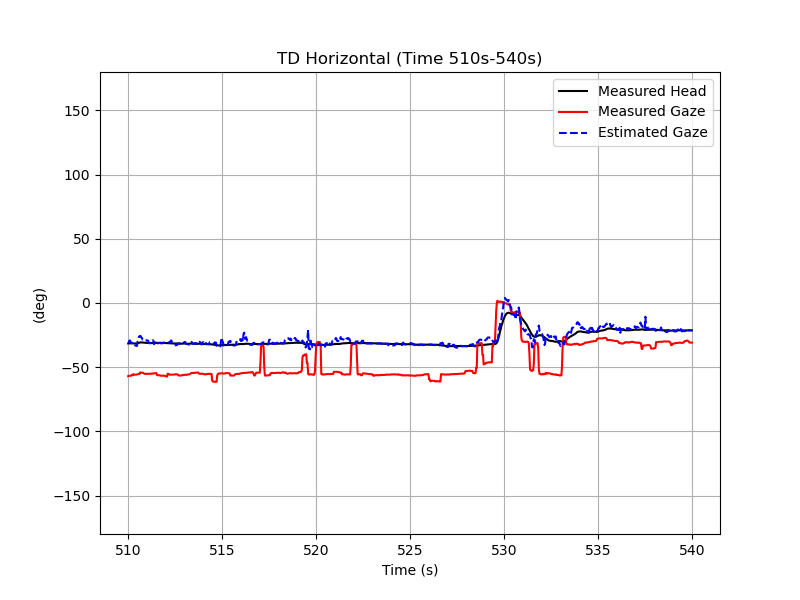 TD Horizontal (Time 510s-540s)
Measured Head
Measured Gaze
Estimated Gaze
150
100
50
0
−50
−100
−150
(deg)
510
515
520
525
530
535
540
Time (s)